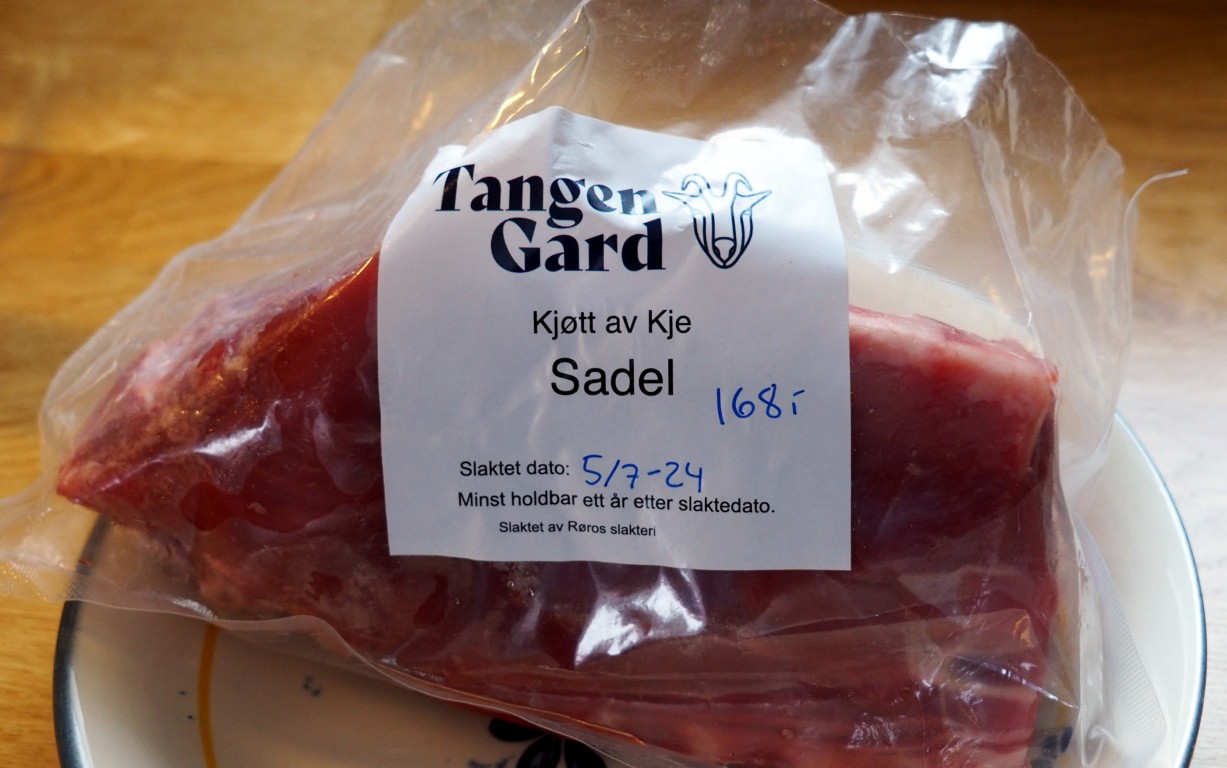 Tangen
Gard
Kjøtt av Kje
Sadel
168,-
Slaktet dato: 5/7-24
Minst holdbar ett år etter slaktedato.
Slaktet av Røros slakteri